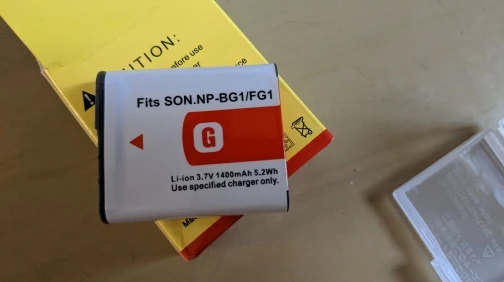 UTION:
efore use
Fits SON.NP-BG1/FG1
G
Li-ion 3.7V 1400mAh 5.2Wh
Use specified charger only.